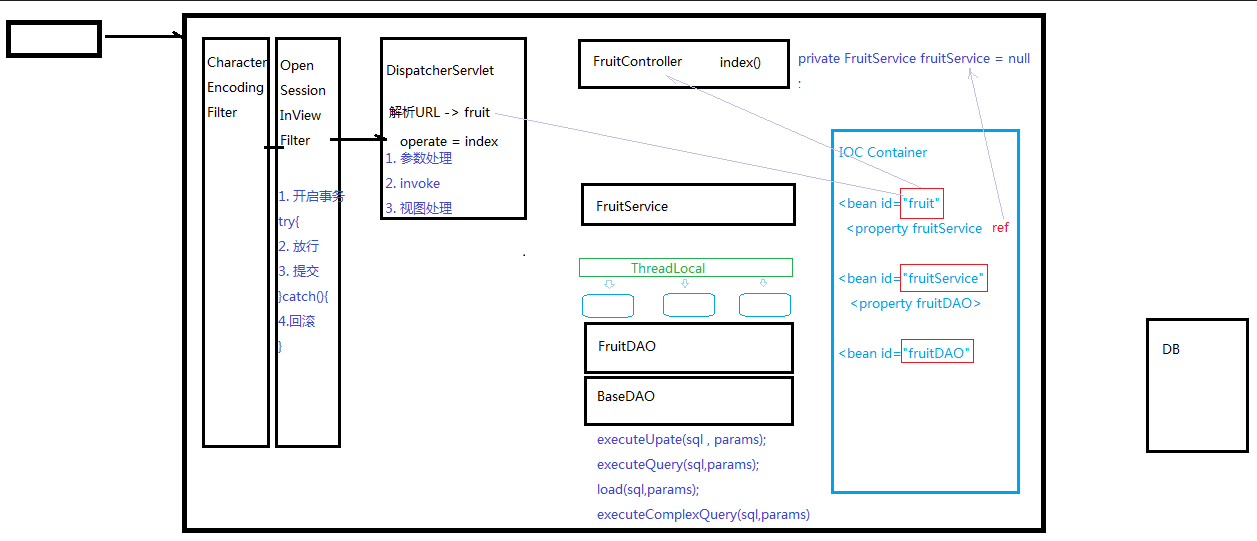 Character
Encoding
Filter
Open
Session
InView
Filter
1. 开启事务
try{
2. 放行
3. 提交
}catch(){
4.回滚
}
DispatcherServlet
解析URL -> fruit
operate = index
1. 参数处理
2. invoke
3. 视图处理
FruitController index()
private FruitService fruitService = null
:
FruitService
ThreadLocal
FruitDAO
BaseDAO
executeUpate(sql , params);
executeQuery(sql,params);
load(sql,params);
executeComplexQuery(sql,params)
IOC Container
<bean id="fruit"
<property fruitService ref
<bean id="fruitService"
<property fruitDAO>
<bean id="fruitDAO"
DB